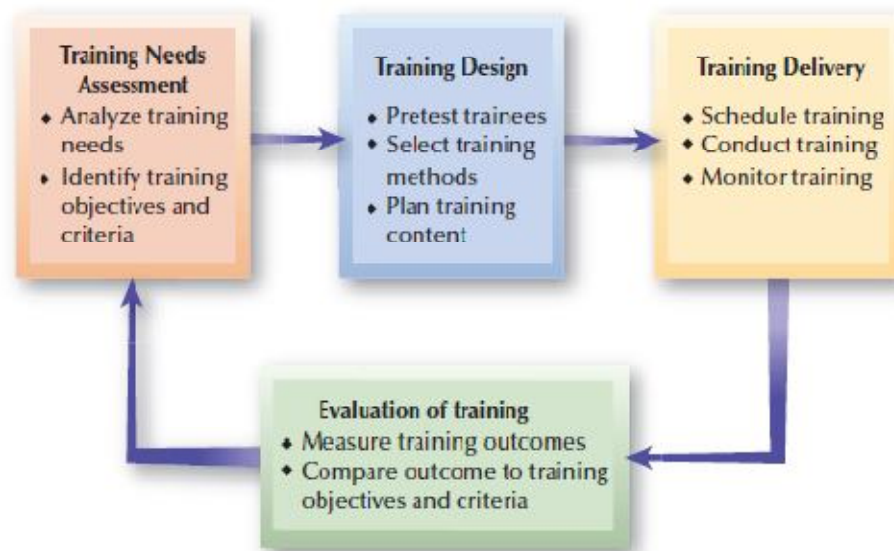 Training Needs
Assessment
◆ Analyze training
needs
◆ Identify training
objectives and
criteria
Training Design
◆ Pretest trainees
◆ Select training
methods
◆ Plan training
content
Training Delivery
◆ Schedule training
◆ Conduct training
◆ Monitor training
Evaluation of training
◆ Measure training outcomes
◆ Compare outcome to training
objectives and criteria